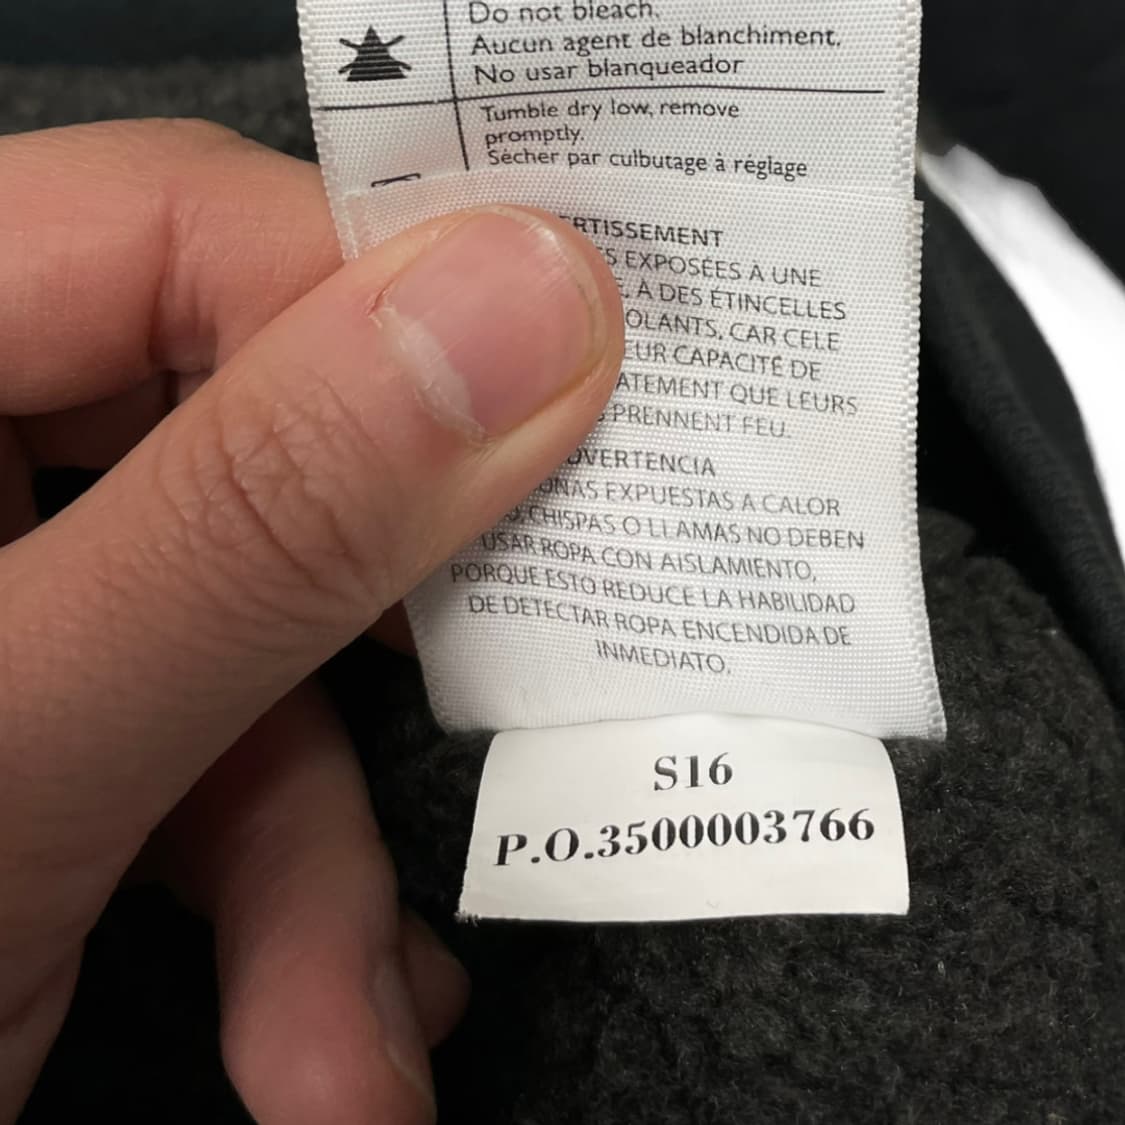 Do not bleach.
Aucun agent de blanchiment.
No usar blanqueador
Tumble dry low, remove
promptly.
Sécher par culbutage à réglage
RTISSEMENT
S EXPOSÉES À UNE
E, À DES ÉTINCELLES
OLANTS, CAR CELE
EUR CAPACITÉ DE
ATEMENT QUE LEURS
S PRENNENT FEU.
DVERTENCIA
ONAS EXPUESTAS A CALOR
O, CHISPAS O LLAMAS NO DEBEN
USAR ROPA CON AISLAMIENTO,
PORQUE ESTO REDUCE LA HABILIDAD
DE DETECTAR ROPA ENCENDIDA DE
INMEDIATO.
S16
P.O.3500003766